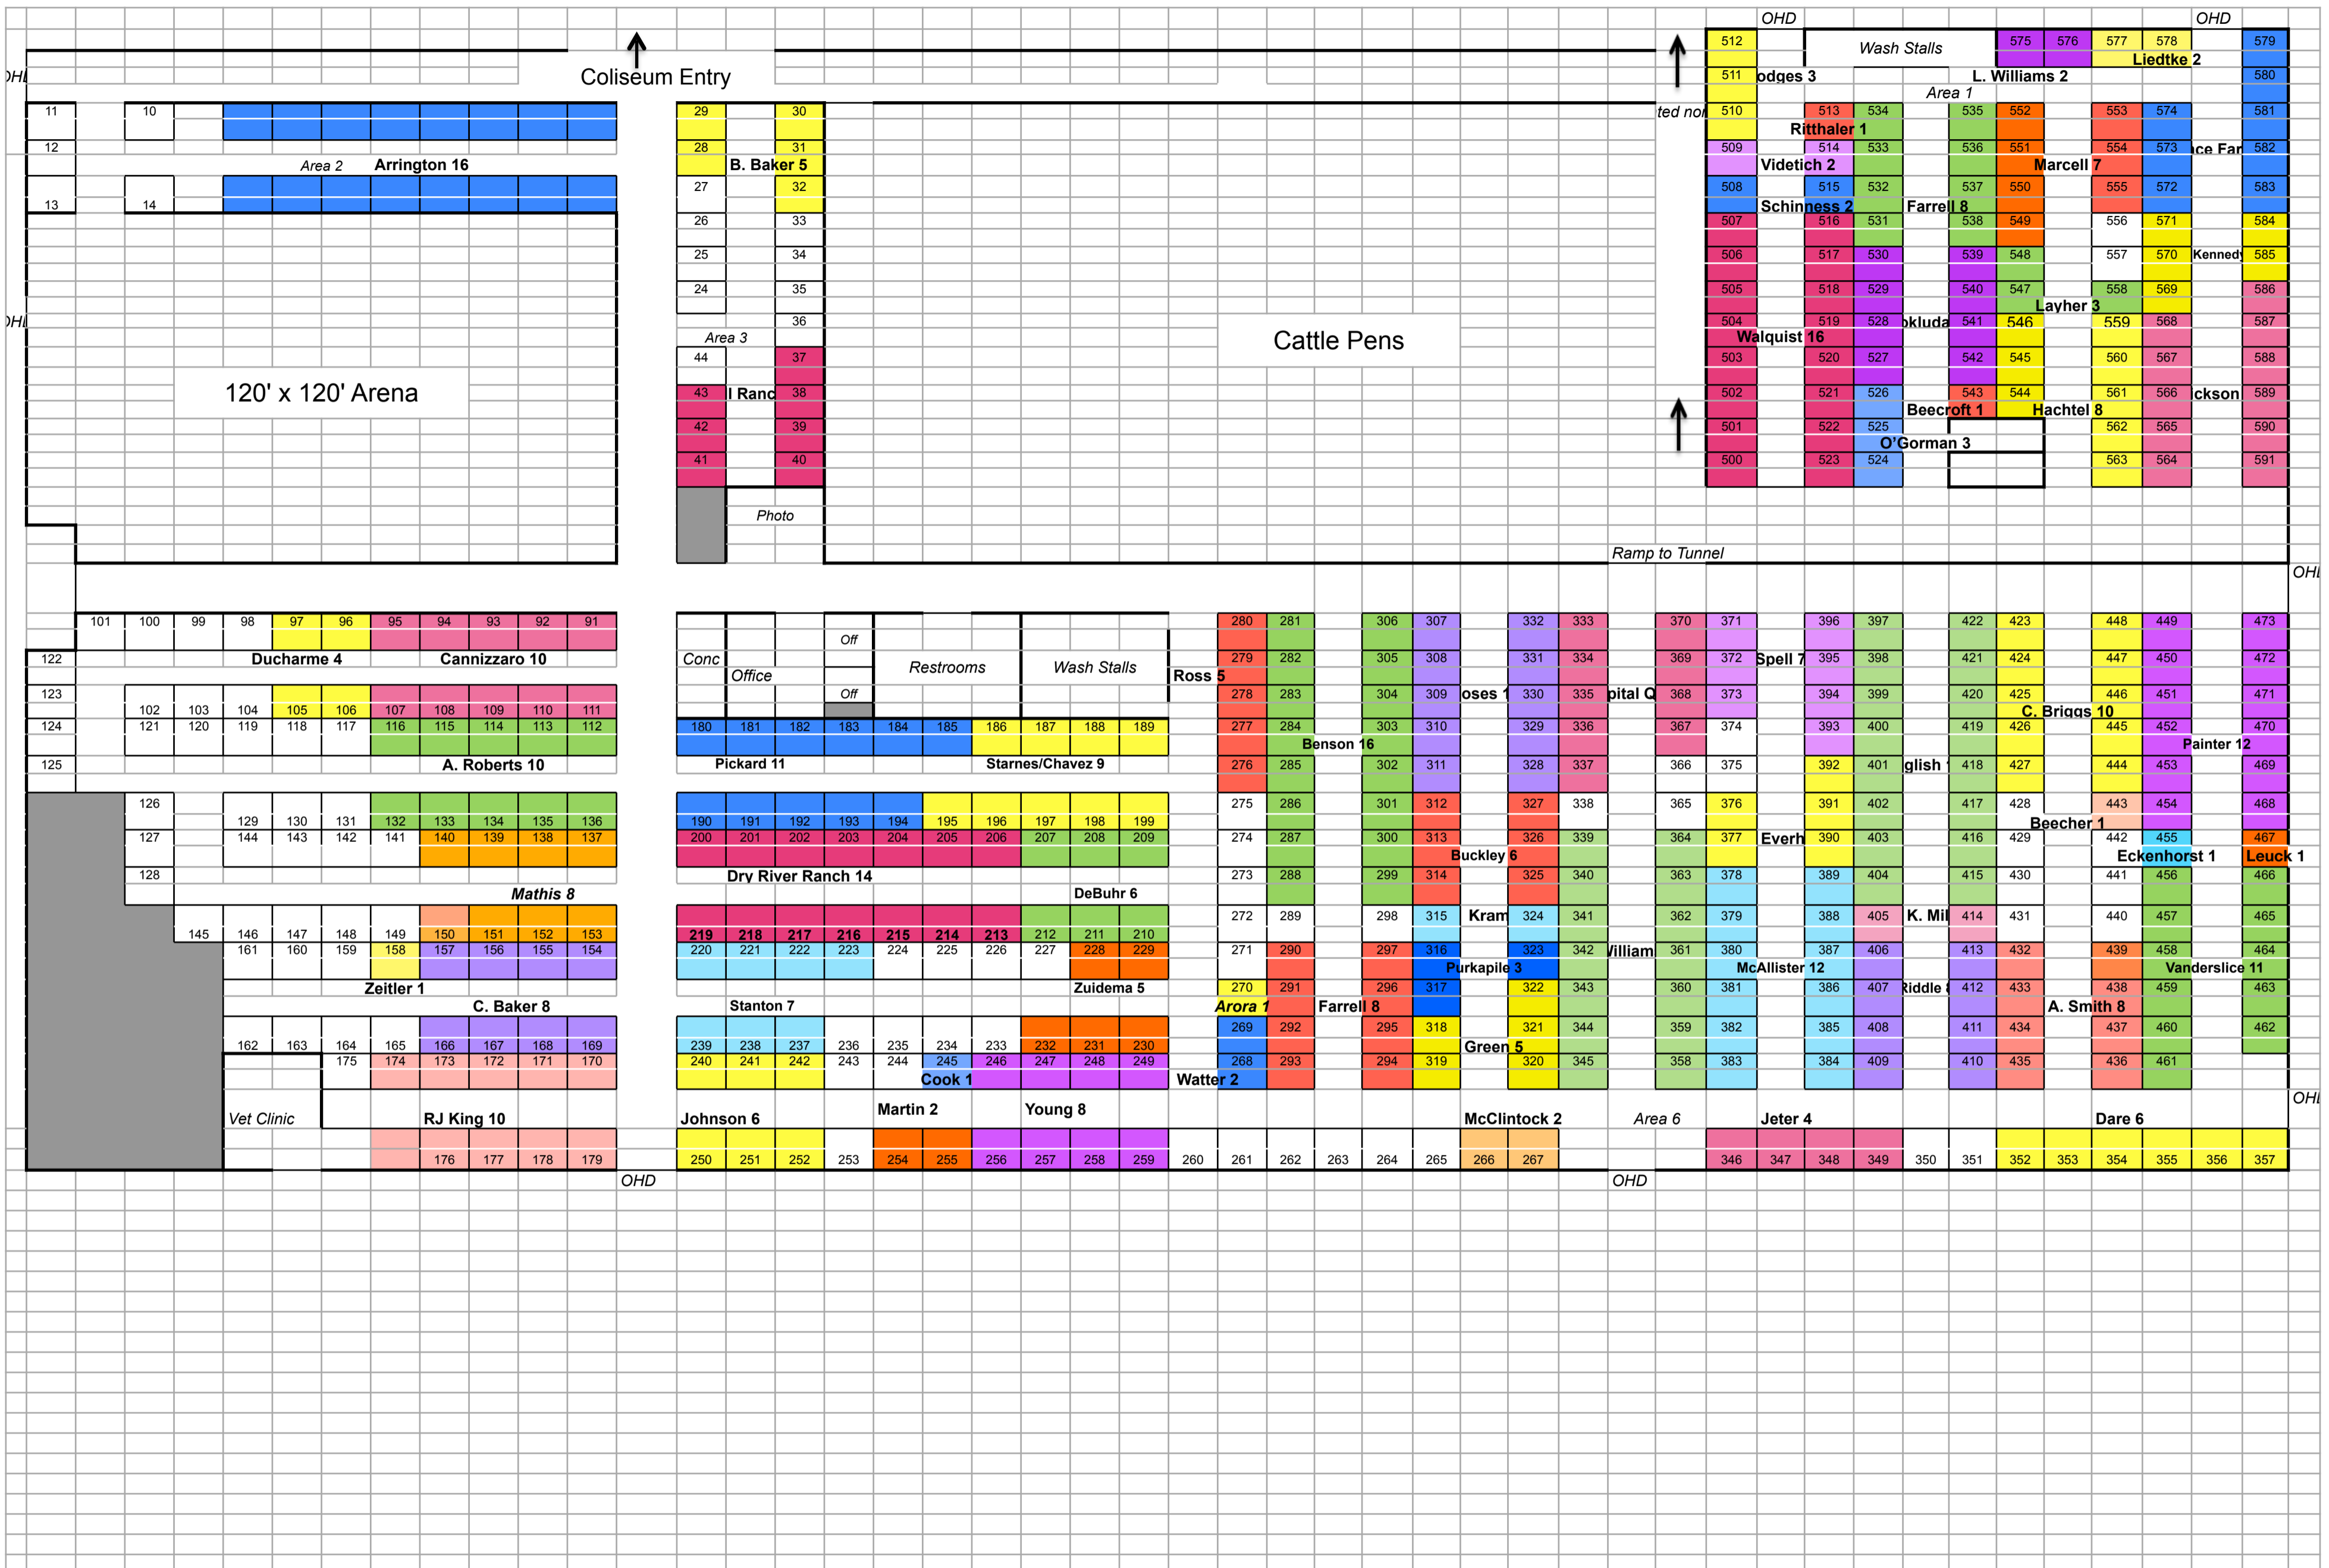 OHD OHD
512 Wash Stalls 575 576 577 578 579
Liedtke 2
Coliseum Entry
511 odges 3 L. Williams 2 580
Area 1
11 10 29 30 ted nor 510 513 534 535 552 553 574 581
Ritthaler 1
12 28 31 509 514 533 536 551 554 573 ace Far 582
Area 2 Arrington 16 B. Baker 5 Videtich 2 Marcell 7
27 32 508 515 532 537 550 555 572 583
13 14 Schinness 2 Farrell 8
26 33 507 516 531 538 549 556 571 584
25 34 506 517 530 539 548 557 570 Kennedy 585
24 35 505 518 529 540 547 558 569 586
Layher 3
36 504 519 528 okluda 541 546 559 568 587
Area 3 Cattle Pens Walquist 16
44 37 503 520 527 542 545 560 567 588
120' x 120' Arena 43 l Ranc 38 502 521 526 543 544 561 566 ckson 589
Beecroft 1 Hachtel 8
42 39 501 522 525 562 565 590
O'Gorman 3
41 40 500 523 524 563 564 591
Photo
Ramp to Tunnel
101 100 99 98 97 96 95 94 93 92 91 280 281 306 307 332 333 370 371 396 397 422 423 448 449 473
Off
122 Ducharme 4 Cannizzaro 10 Conc Office Restrooms Wash Stalls 279 282 305 308 331 334 369 372 Spell 7 395 398 421 424 447 450 472
Ross 5
123 Off 278 283 304 309 oses 1 330 335 pital Q 368 373 394 399 420 425 446 451 471
102 103 104 105 106 107 108 109 110 111 C. Briggs 10
124 121 120 119 118 117 116 115 114 113 112 180 181 182 183 184 185 186 187 188 189 277 284 303 310 329 336 367 374 393 400 419 426 445 452 470
Benson 16 Painter 12
125 A. Roberts 10 Pickard 11 Starnes/Chavez 9 276 285 302 311 328 337 366 375 392 401 glish 418 427 444 453 469
126 275 286 301 312 327 338 365 376 391 402 417 428 443 454 468
129 130 131 132 133 134 135 136 190 191 192 193 194 195 196 197 198 199 Beecher 1
127 144 143 142 141 140 139 138 137 200 201 202 203 204 205 206 207 208 209 274 287 300 313 326 339 364 377 Everh 390 403 416 429 442 455 467
Buckley 6 Eckenhorst 1 Leuck 1
128 Dry River Ranch 14 273 288 299 314 325 340 363 378 389 404 415 430 441 456 466
Mathis 8 DeBuhr 6
272 289 298 315 Kram 324 341 362 379 388 405 K. Mil 414 431 440 457 465
145 146 147 148 149 150 151 152 153 219 218 217 216 215 214 213 212 211 210
161 160 159 158 157 156 155 154 220 221 222 223 224 225 226 227 228 229 271 290 297 316 323 342 William 361 380 387 406 413 432 439 458 464
Purkapile 3 McAllister 12 Vanderslice 11
Zeitler 1 Zuidema 5 270 291 296 317 322 343 360 381 386 407 Riddle 412 433 438 459 463
C. Baker 8 Stanton 7 Arora 1 Farrell 8 A. Smith 8
269 292 295 318 321 344 359 382 385 408 411 434 437 460 462
162 163 164 165 166 167 168 169 239 238 237 236 235 234 233 232 231 230 Green 5
175 174 173 172 171 170 240 241 242 243 244 245 246 247 248 249 268 293 294 319 320 345 358 383 384 409 410 435 436 461
Cook 1 Watter 2
Vet Clinic RJ King 10 Johnson 6 Martin 2 Young 8 McClintock 2 Area 6 Jeter 4 Dare 6
176 177 178 179 250 251 252 253 254 255 256 257 258 259 260 261 262 263 264 265 266 267 346 347 348 349 350 351 352 353 354 355 356 357
OHD OHD